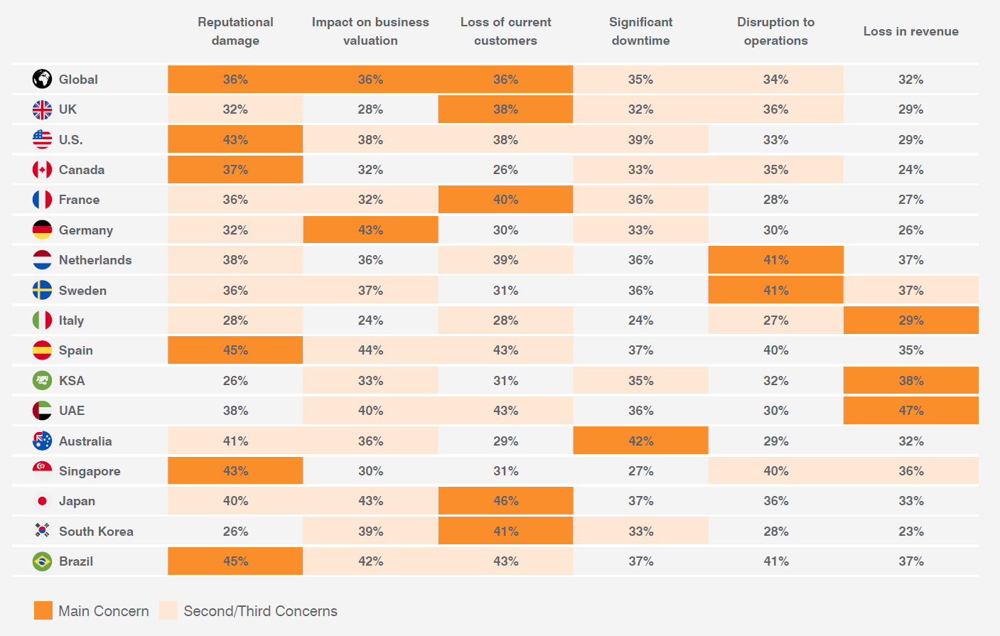 Reputational damage
Impact on business valuation
Loss of current customers
Significant downtime
Disruption to operations
Loss in revenue
Global 36% 36% 36% 35% 34% 32%
UK 32% 28% 38% 32% 36% 29%
U.S. 43% 38% 38% 39% 33% 29%
Canada 37% 32% 26% 33% 35% 24%
France 36% 32% 40% 36% 28% 27%
Germany 32% 43% 30% 33% 30% 26%
Netherlands 38% 36% 39% 36% 41% 37%
Sweden 36% 37% 31% 36% 41% 37%
Italy 28% 24% 28% 24% 27% 29%
Spain 45% 44% 43% 37% 40% 35%
KSA 26% 33% 31% 35% 32% 38%
UAE 38% 40% 43% 36% 30% 47%
Australia 41% 36% 29% 42% 29% 32%
Singapore 43% 30% 31% 27% 40% 36%
Japan 40% 43% 46% 37% 36% 33%
South Korea 26% 39% 41% 33% 28% 23%
Brazil 45% 42% 43% 37% 41% 37%
Main Concern Second/Third Concerns